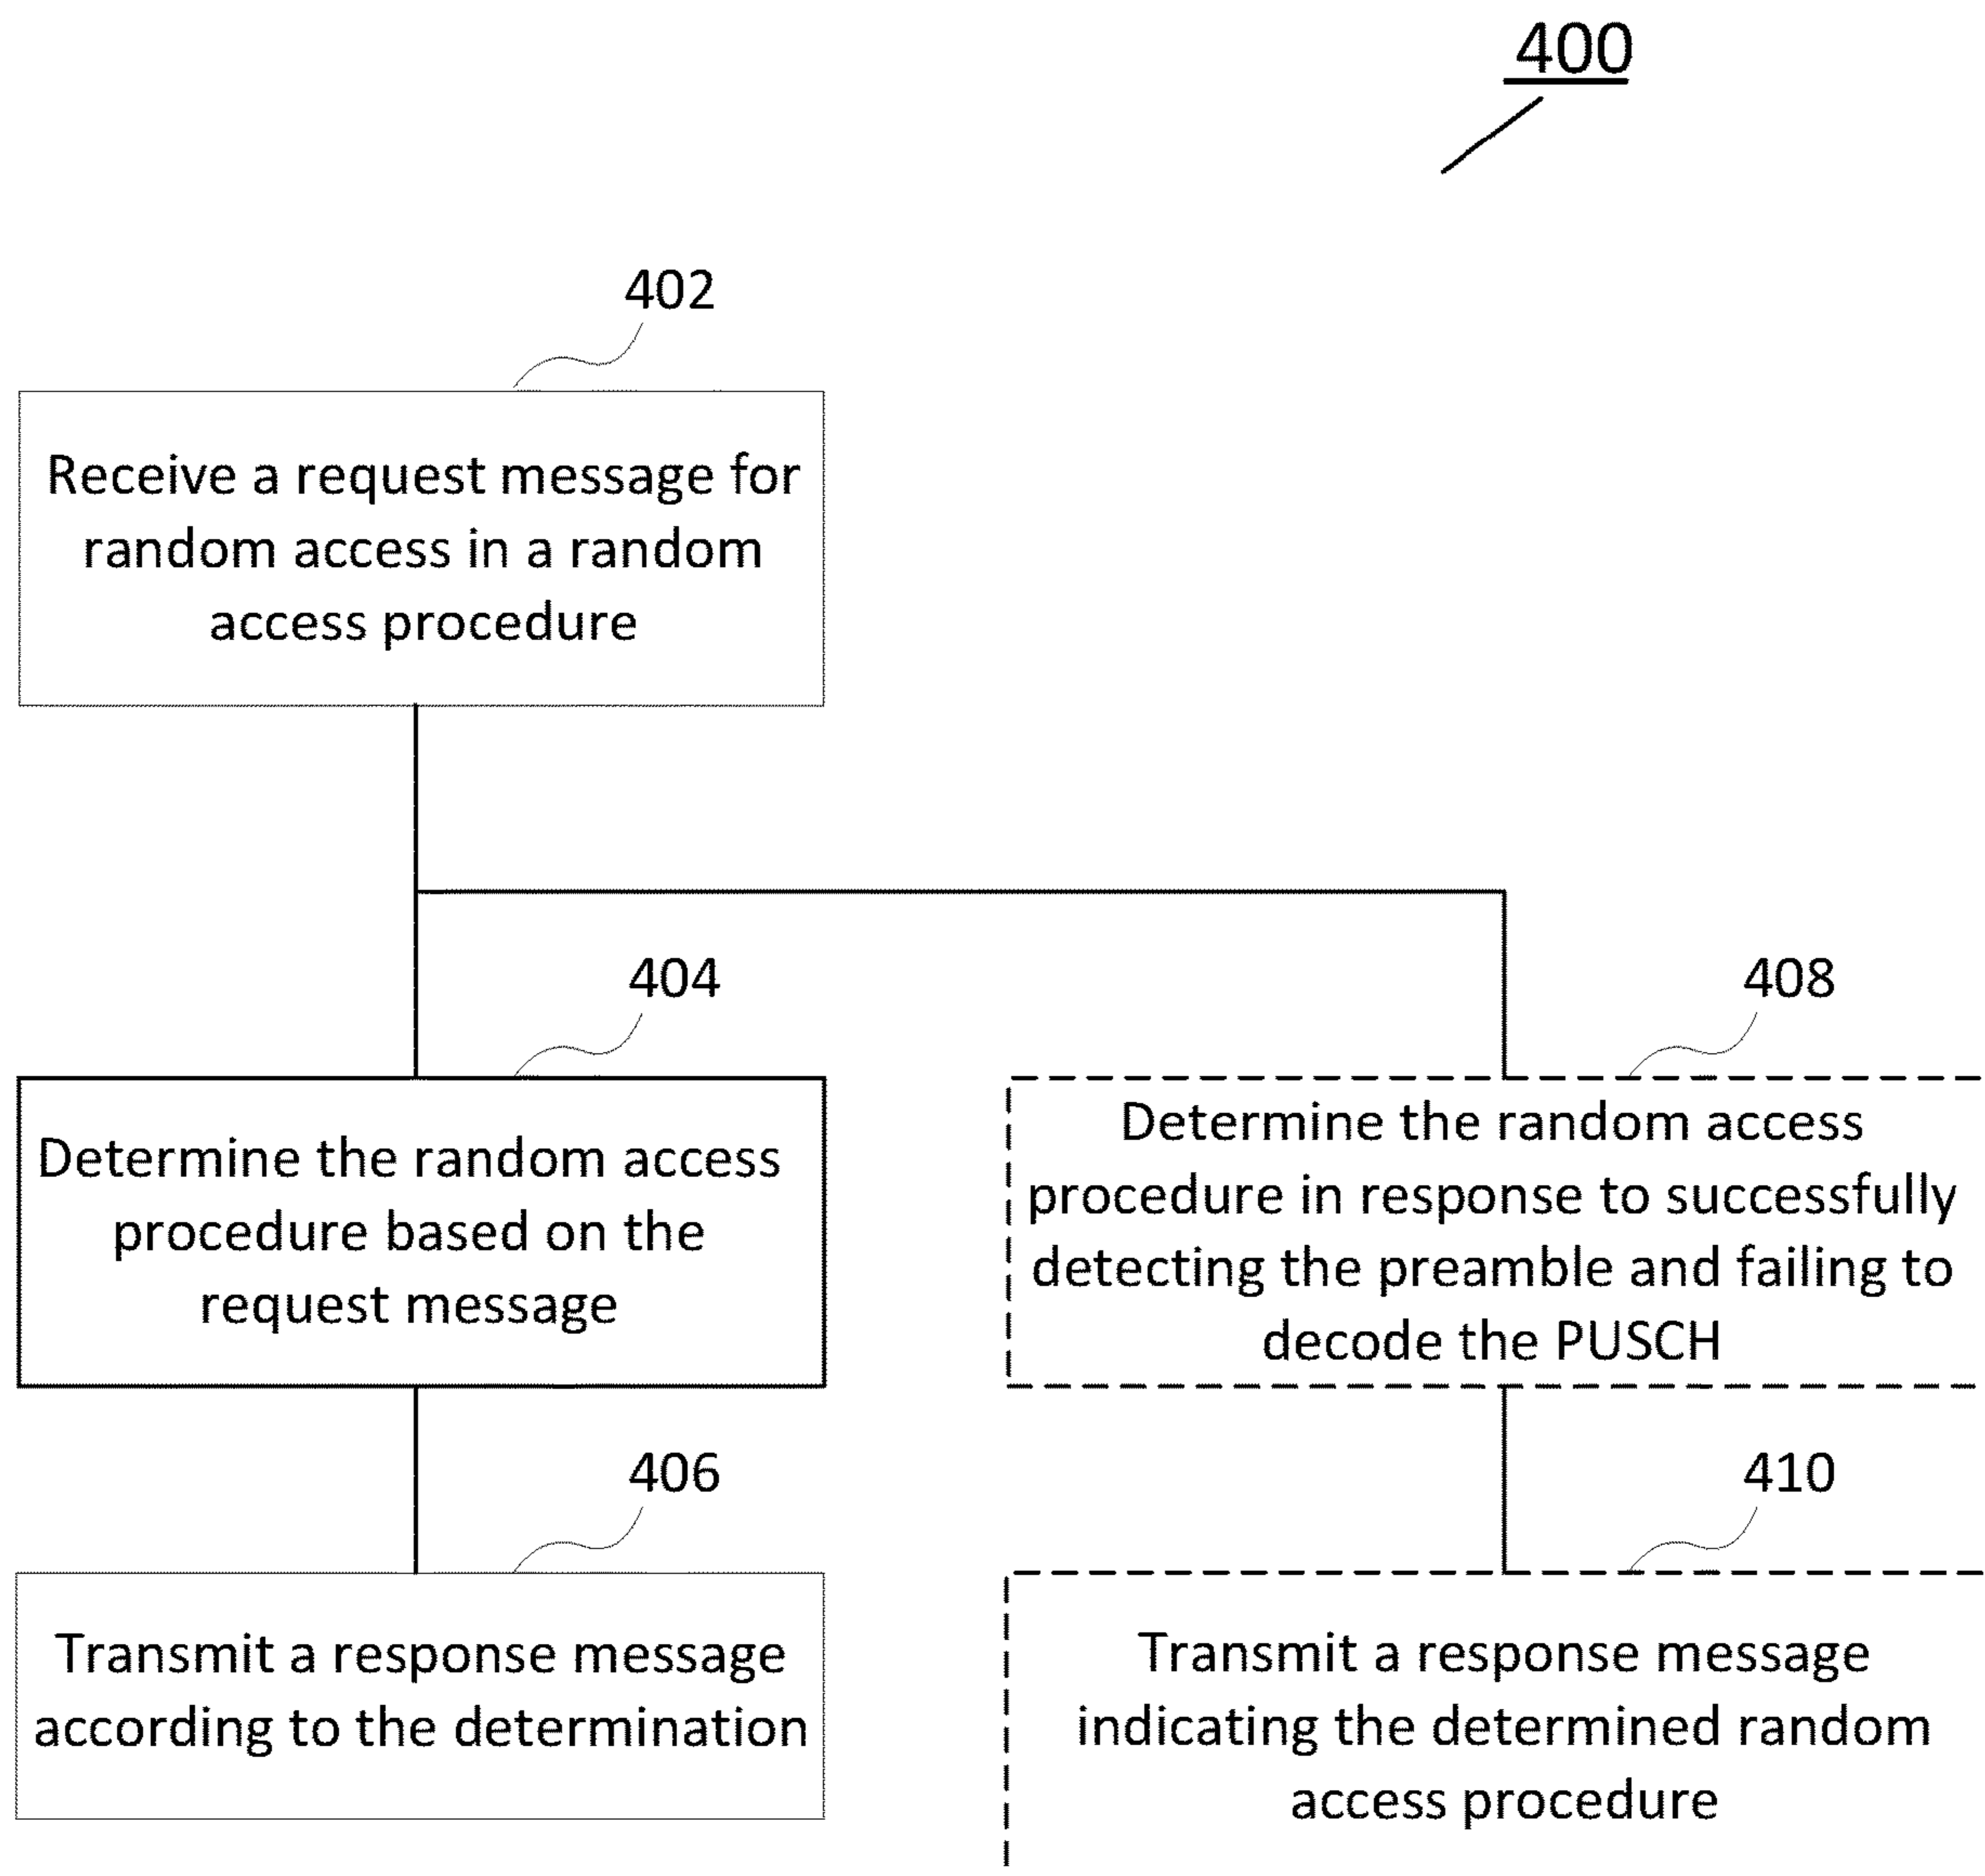 400
402
Receive a request message for
random access in a random
access procedure
404
Determine the random access
procedure based on the
request message
408
Determine the random access
procedure in response to successfully
detecting the preamble and failing to
decode the PUSCH
406
Transmit a response message
according to the determination
410
Transmit a response message
indicating the determined random
access procedure